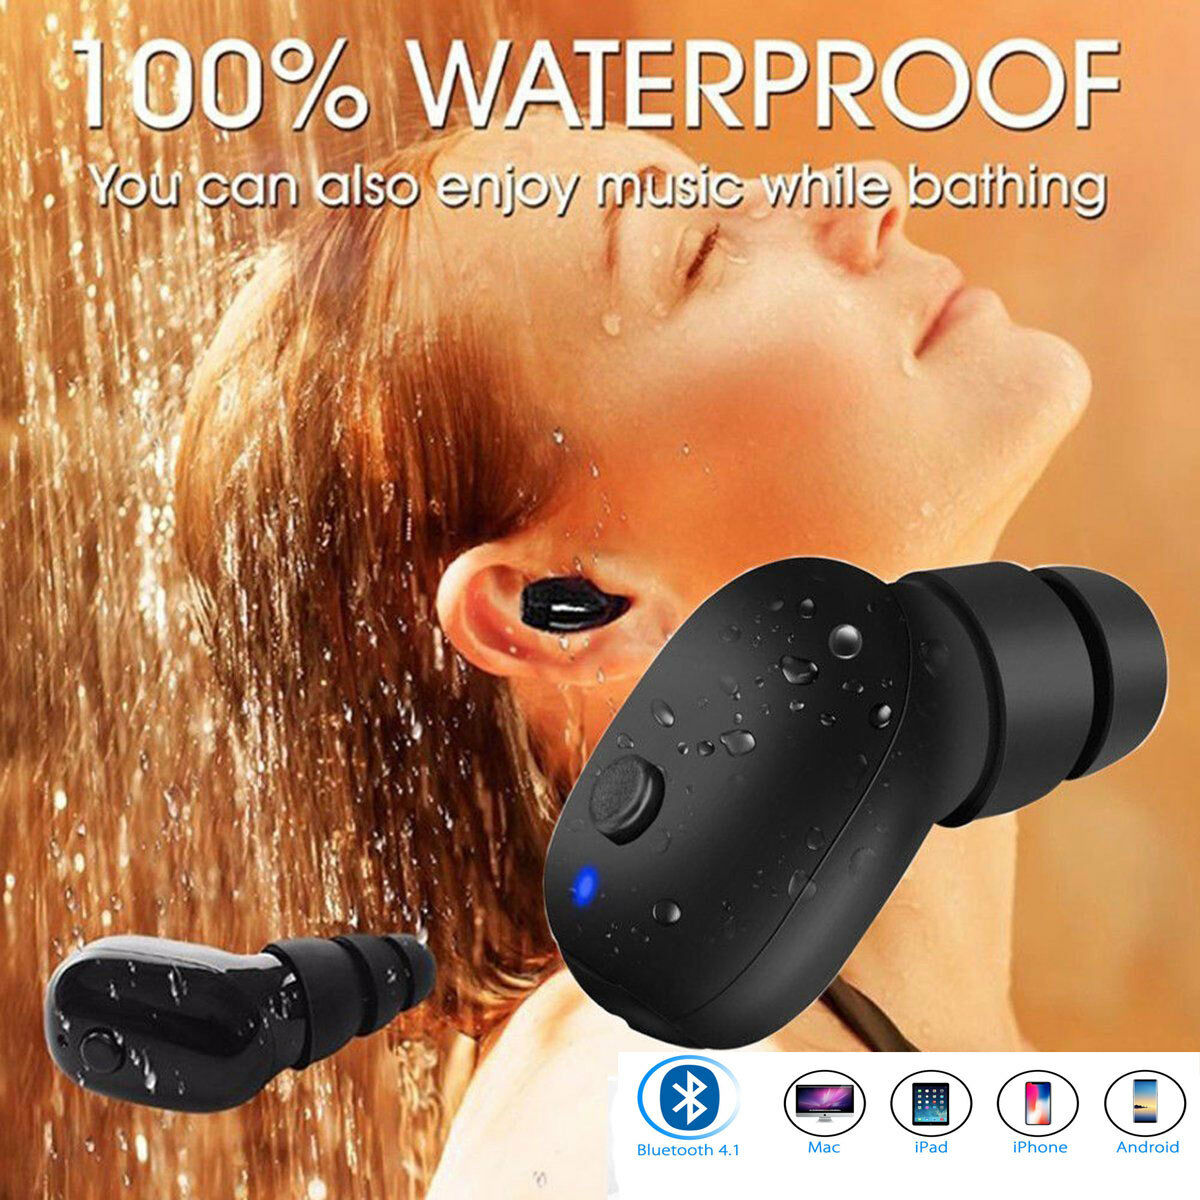 100% WATERPROOF
You can also enjoy music while bathing
Bluetooth 4.1
Mac
iPad
iPhone
Android